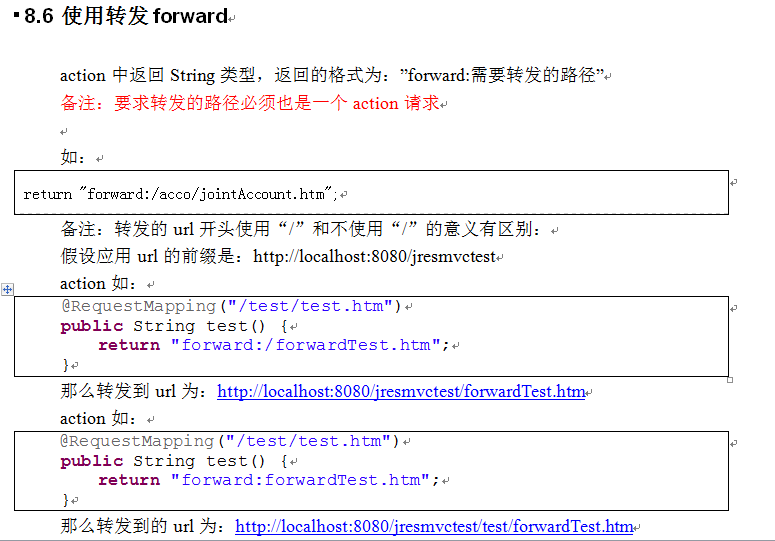 8.6 使用转发 forward
action 中返回 String 类型，返回的格式为：”forward:需要转发的路径”
备注：要求转发的路径必须也是一个 action 请求
如：
return "forward:/acco/jointAccount.htm";
备注：转发的 url 开头使用“/”和不使用“/”的意义有区别：
假设应用 url 的前缀是：http://localhost:8080/jresmvctest
action 如：
@RequestMapping("/test/test.htm")
public String test() {
return "forward:/forwardTest.htm";
}
那么转发到 url 为：http://localhost:8080/jresmvctest/forwardTest.htm
action 如：
@RequestMapping("/test/test.htm")
public String test() {
return "forward:forwardTest.htm";
}
那么转发到的 url 为：http://localhost:8080/jresmvctest/test/forwardTest.htm